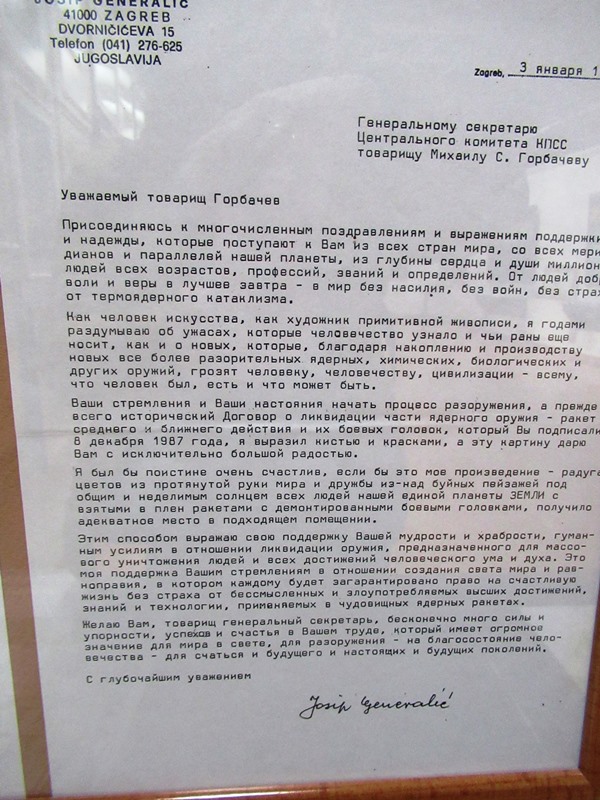 JOSIP GENERALIĆ
41000 ZAGREB
DVORNIČIĆEVA 15
Telefon (041) 276-625
JUGOSLAVIJA
Zagreb, 3 января 1
Генеральному секретарю
Центрального комитета КПСС
товарищу Михаилу С. Горбачеву
Уважаемый товарищ Горбачев
Присоединяюсь к многочисленным поздравлениям и выражениям поддержки
и надежды, которые поступают к Вам из всех стран мира, со всех мери
дианов и параллелей нашей планеты, из глубины сердца и души миллион
людей всех возрастов, профессий, званий и определений. От людей доб
воли и веры в лучшее завтра - в мир без насилия, без войн, без страх
от термоядерного катаклизма.
Как человек искусства, как художник примитивной живописи, я годами
раздумываю об ужасах, которые человечество узнало и чьи раны еще
носит, как и о новых, которые, благодаря накоплению и производству
новых все более разорительных ядерных, химических, биологических и
других оружий, грозят человеку, человечеству, цивилизации - всему,
что человек был, есть и что может быть.
Ваши стремления и Ваши настояния начать процесс разоружения, а прежде
всего исторический Договор о ликвидации части ядерного оружия - ракет
среднего и ближнего действия и их боевых головок, который Вы подписали
8 декабря 1987 года, я выразил кистью и красками, а эту картину дарю
Вам с исключительно большой радостью.
Я был бы поистине очень счастлив, если бы это мое произведение - радуга
цветов из протянутой руки мира и дружбы из-над буйных пейзажей под
общим и неделимым солнцем всех людей нашей единой планеты ЗЕМЛИ с
взятыми в плен ракетами с демонтированными боевыми головками, получило
адекватное место в подходящем помещении.
Этим способом выражаю свою поддержку Вашей мудрости и храбрости, гуман-
ным усилиям в отношении ликвидации оружия, предназначенного для массо-
вого уничтожения людей и всех достижений человеческого ума и духа. Это
моя поддержка Вашим стремлениям в отношении создания света мира и рав-
ноправия, в котором каждому будет загарантировано право на счастливую
жизнь без страха от бессмысленных и злоупотребляемых высших достижений,
знаний и технологии, применяемых в чудовищных ядерных ракетах.
Желаю Вам, товарищ генеральный секретарь, бесконечно много силы и
упорности, успехов и счастья в Вашем труде, который имеет огромное
значение для мира в свете, для разоружения - на благосостояние чело-
вечества - для счастья и будущего и настоящих и будущих поколений.
С глубочайшим уважением
Josip Generalić